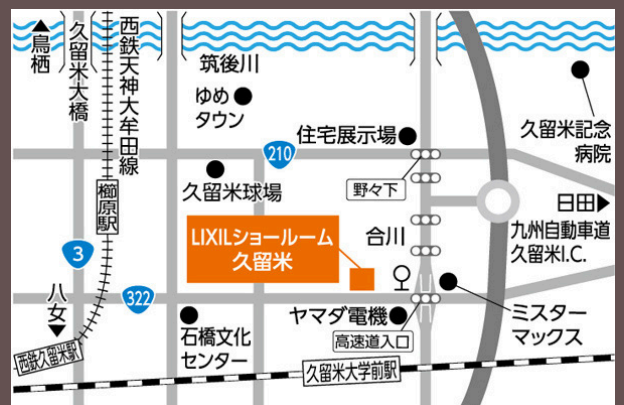 鳥栖
久留米大橋
西鉄天神大牟田線
筑後川
ゆめ
タウン
住宅展示場
久留米記念
病院
210
久留米球場
野々下
櫛原駅
日田
九州自動車道
久留米I.C.
合川
LIXILショールーム
久留米
3
322
八女
石橋文化
センター
ヤマダ電機
高速道入口
ミスター
マックス
西鉄久留米駅
久留米大学前駅